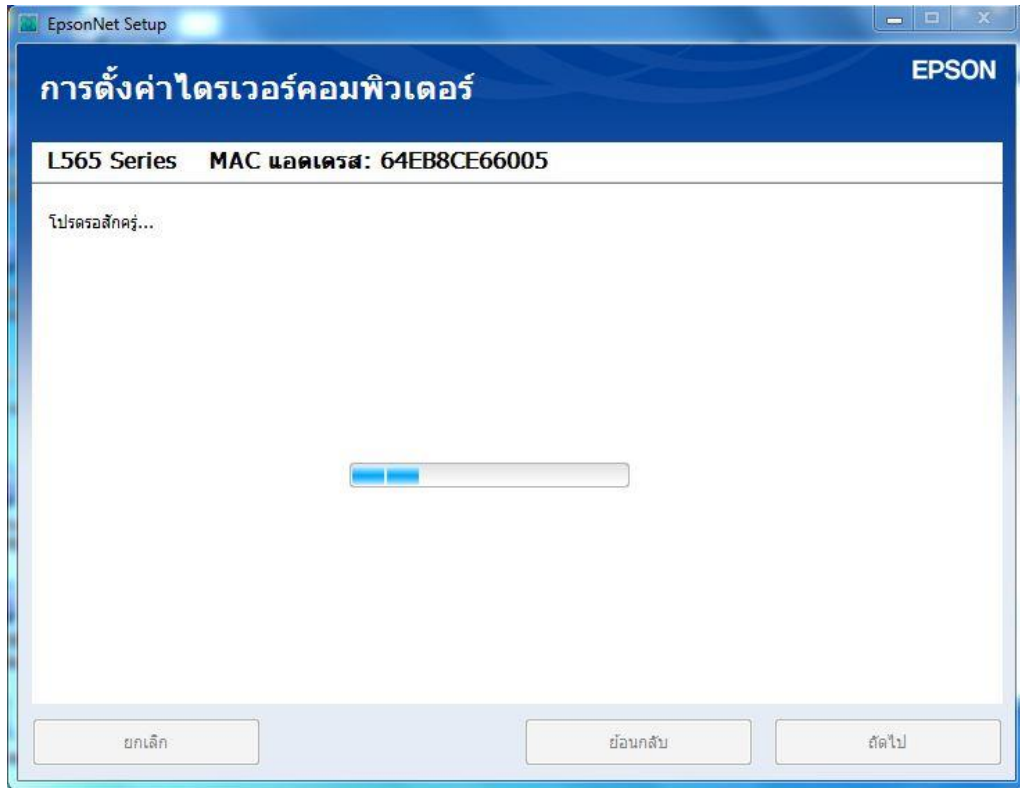 EpsonNet Setup
การตั้งค่าไดรเวอร์คอมพิวเตอร์
EPSON
L565 Series MAC แอดเดรส: 64EB8CE66005
โปรดรอสักครู่...
ยกเลิก ย้อนกลับ ถัดไป